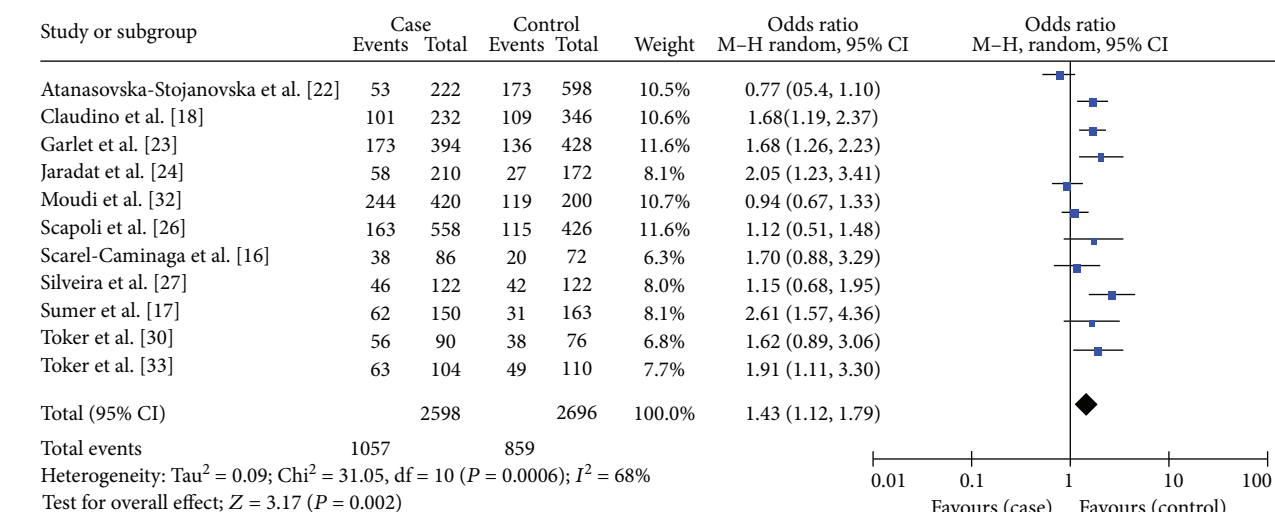 Study or subgroup Case Control Weight Odds ratio Odds ratio
Events Total Events Total M–H random, 95% CI M–H, random, 95% CI
Atanasovska-Stojanovska et al. [22] 53 222 173 598 10.5% 0.77 (05.4, 1.10)
Claudino et al. [18] 101 232 109 346 10.6% 1.68(1.19, 2.37)
Garlet et al. [23] 173 394 136 428 11.6% 1.68 (1.26, 2.23)
Jaradat et al. [24] 58 210 27 172 8.1% 2.05 (1.23, 3.41)
Moudi et al. [32] 244 420 119 200 10.7% 0.94 (0.67, 1.33)
Scapoli et al. [26] 163 558 115 426 11.6% 1.12 (0.51, 1.48)
Scarel-Caminaga et al. [16] 38 86 20 72 6.3% 1.70 (0.88, 3.29)
Silveira et al. [27] 46 122 42 122 8.0% 1.15 (0.68, 1.95)
Sumer et al. [17] 62 150 31 163 8.1% 2.61 (1.57, 4.36)
Toker et al. [30] 56 90 38 76 6.8% 1.62 (0.89, 3.06)
Toker et al. [33] 63 104 49 110 7.7% 1.91 (1.11, 3.30)
Total (95% CI) 2598 2696 100.0% 1.43 (1.12, 1.79)
Total events 1057 859
Heterogeneity: Tau² = 0.09; Chi² = 31.05, df = 10 (P = 0.0006); I² = 68%
Test for overall effect; Z = 3.17 (P = 0.002)
0.01 0.1 1 10 100
Favours (case) Favours (control)